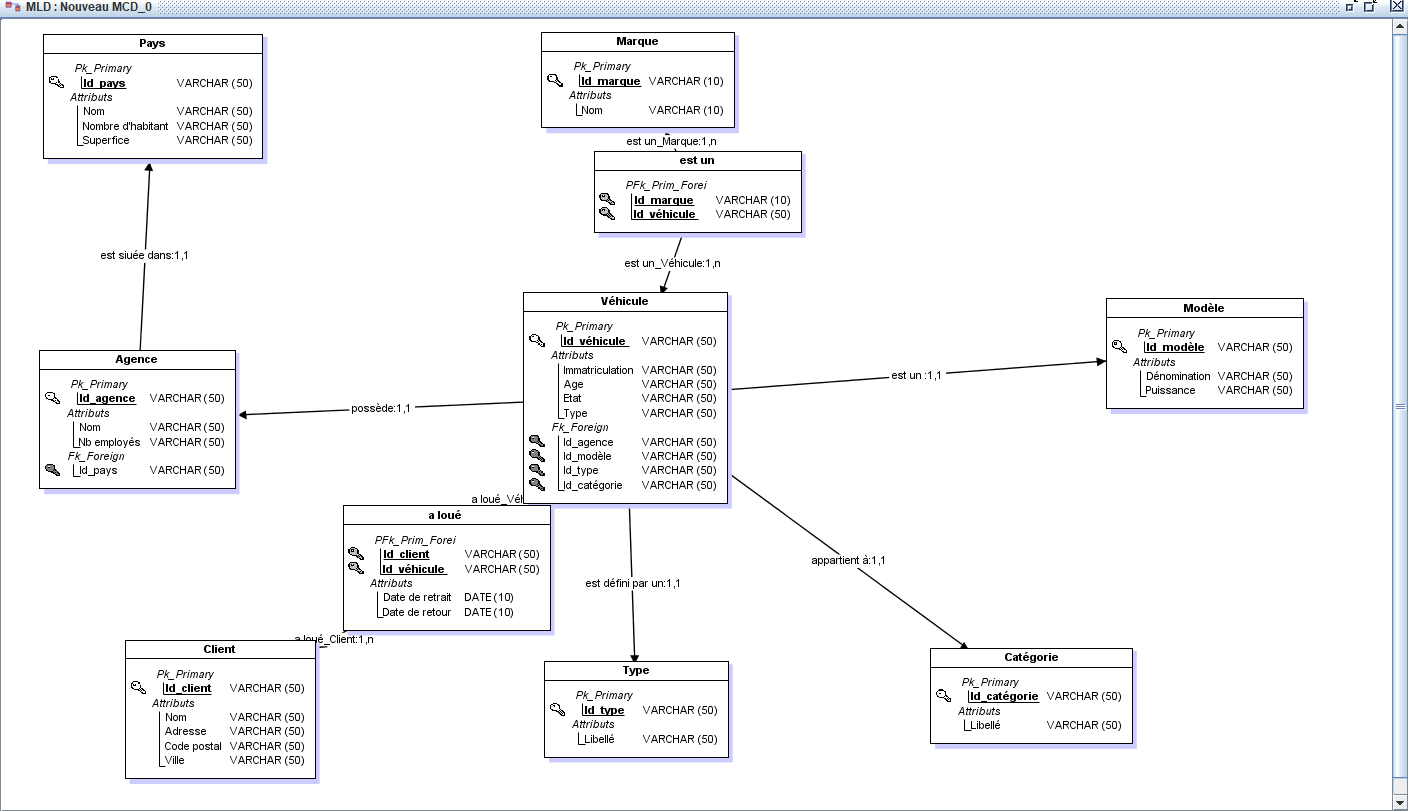 MLD : Nouveau MCD_0
Pays
Pk_Primary
Id_pays VARCHAR (50)
Attributs
Nom VARCHAR (50)
Nombre d'habitant VARCHAR (50)
Superfice VARCHAR (50)
Marque
Pk_Primary
Id_marque VARCHAR (10)
Attributs
Nom VARCHAR (10)
est un_Marque:1,n
est un
PFk_Prim_Forei
Id_marque VARCHAR (10)
Id_véhicule VARCHAR (50)
est siuée dans:1,1
est un_Véhicule:1,n
Véhicule
Pk_Primary
Id_véhicule VARCHAR (50)
Attributs
Immatriculation VARCHAR (50)
Age VARCHAR (50)
Etat VARCHAR (50)
Type VARCHAR (50)
Fk_Foreign
Id_agence VARCHAR (50)
Id_modèle VARCHAR (50)
Id_type VARCHAR (50)
Id_catégorie VARCHAR (50)
Modèle
Pk_Primary
Id_modèle VARCHAR (50)
Attributs
Dénomination VARCHAR (50)
Puissance VARCHAR (50)
est un :1,1
Agence
Pk_Primary
Id_agence VARCHAR (50)
Attributs
Nom VARCHAR (50)
Nb employés VARCHAR (50)
Fk_Foreign
Id_pays VARCHAR (50)
possède:1,1
a loué_Véh
a loué
PFk_Prim_Forei
Id_client VARCHAR (50)
Id_véhicule VARCHAR (50)
Attributs
Date de retrait DATE (10)
Date de retour DATE (10)
est défini par un:1,1
appartient à:1,1
a loué_Client:1,n
Client
Pk_Primary
Id_client VARCHAR (50)
Attributs
Nom VARCHAR (50)
Adresse VARCHAR (50)
Code postal VARCHAR (50)
Ville VARCHAR (50)
Type
Pk_Primary
Id_type VARCHAR (50)
Attributs
Libellé VARCHAR (50)
Catégorie
Pk_Primary
Id_catégorie VARCHAR (50)
Attributs
Libellé VARCHAR (50)